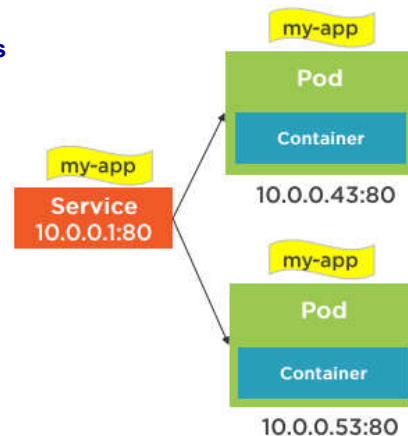 s
my-app
Service
10.0.0.1:80
my-app
Pod
Container
10.0.0.43:80
my-app
Pod
Container
10.0.0.53:80